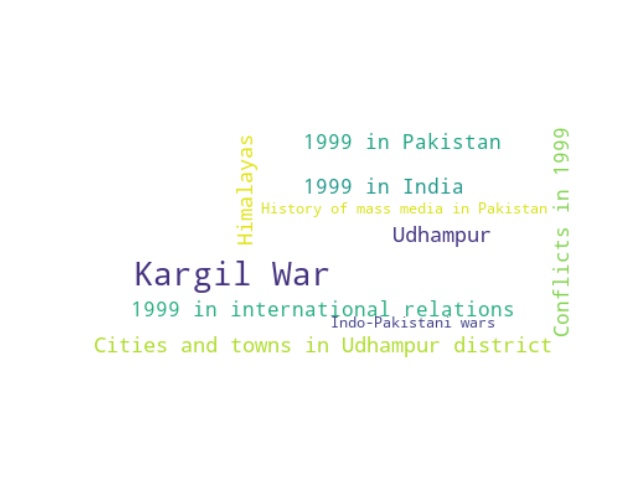 1999 in Pakistan
Himalayas
Conflicts in 1999
1999 in India
History of mass media in Pakistan
Udhampur
Kargil War
1999 in international relations
Indo-Pakistani wars
Cities and towns in Udhampur district